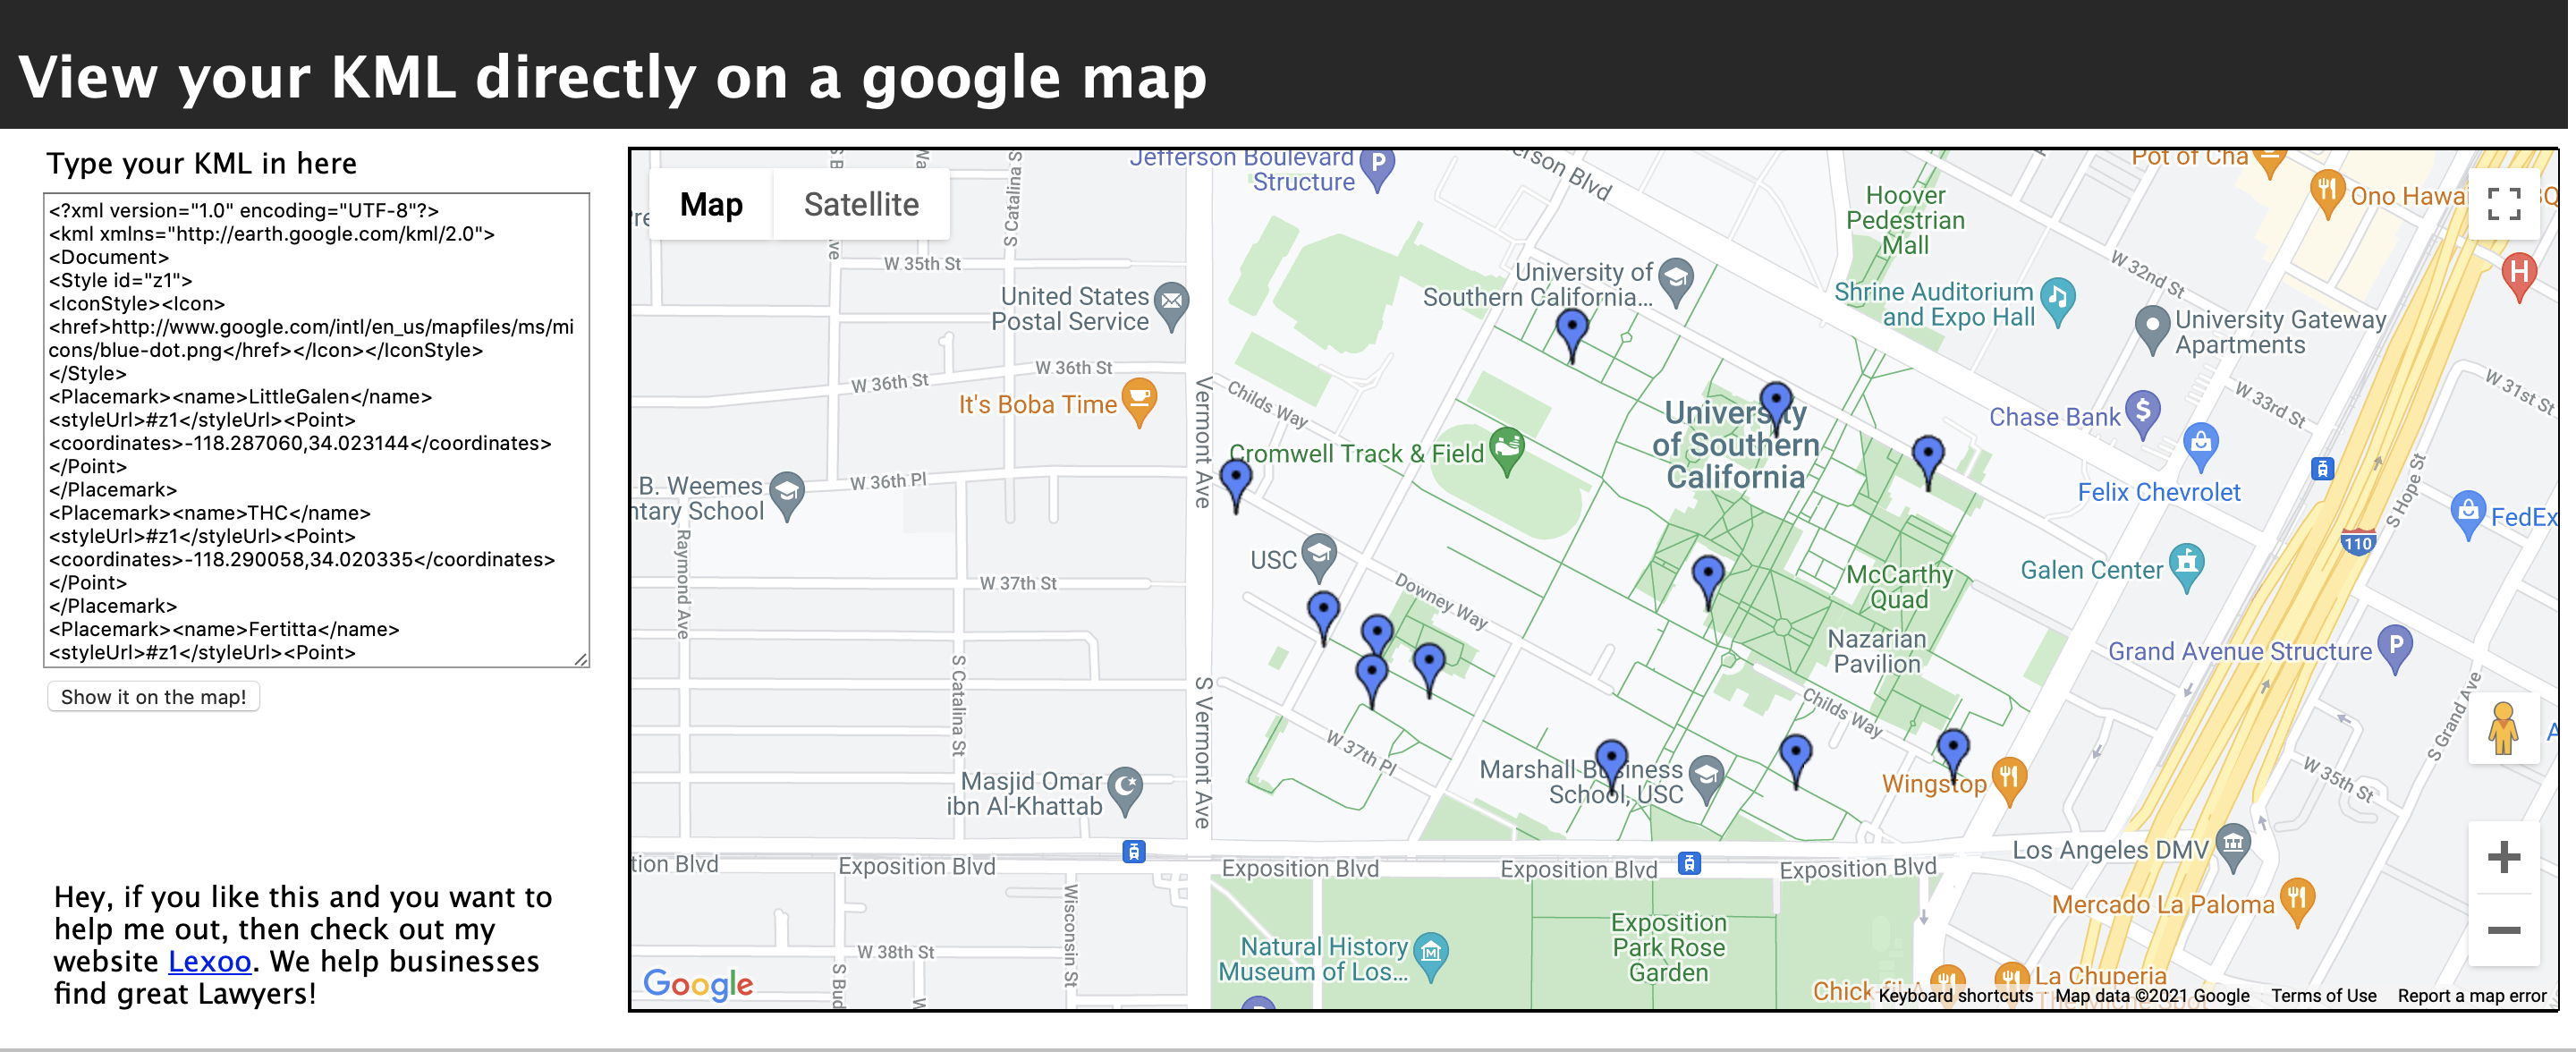 View your KML directly on a google map
Type your KML in here
<?xml version="1.0" encoding="UTF-8"?>
<kml xmlns="http://earth.google.com/kml/2.0">
<Document>
<Style id="z1">
<IconStyle><Icon>
<href>http://www.google.com/intl/en_us/mapfiles/ms/mi
cons/blue-dot.png</href></Icon></IconStyle>
</Style>
<Placemark><name>LittleGalen</name>
<styleUrl>#z1</styleUrl><Point>
<coordinates>-118.287060,34.023144</coordinates>
</Point>
</Placemark>
<Placemark><name>THC</name>
<styleUrl>#z1</styleUrl><Point>
<coordinates>-118.290058,34.020335</coordinates>
</Point>
</Placemark>
<Placemark><name>Fertitta</name>
<styleUrl>#z1</styleUrl><Point>
Show it on the map!
Hey, if you like this and you want to
help me out, then check out my
website Lexoo. We help businesses
find great Lawyers!
Map
Satellite
Jefferson Boulevard
Structure
P
erson Blvd
Hoover
Pedestrian
Mall
Pot of Cha
Ono Hawai
BQ
S Catalina S
W 35th St
United States
Postal Service
University of
Southern California...
Shrine Auditorium
and Expo Hall
W 32nd St
University Gateway
Apartments
H
W 36th St
W 36th St
It's Boba Time
Vermont Ave
Childs Way
University
of Southern
California
Chase Bank
W 33rd St
W 31st St
Cromwell Track & Field
B. Weemes
ntary School
W 36th Pl
Felix Chevrolet
S Hope St
FedEx
110
Raymond Ave
USC
W 37th St
Downey Way
McCarthy
Quad
Galen Center
Nazarian
Pavilion
Grand Avenue Structure
P
S Catalina St
S Vermont Ave
W 37th Pl
Childs Way
S Grand Ave
Masjid Omar
ibn Al-Khattab
Marshall Business
School, USC
Wingstop
W 35th St
tion Blvd
Exposition Blvd
Exposition Blvd
Exposition Blvd
Exposition Blvd
Los Angeles DMV
Mercado La Paloma
Wisconsin St
W 38th St
S Bud
Natural History
Museum of Los...
Exposition
Park Rose
Garden
La Chuperia
Chick-fil-A
Google
Keyboard shortcuts
Map data ©2021 Google
Terms of Use
Report a map error